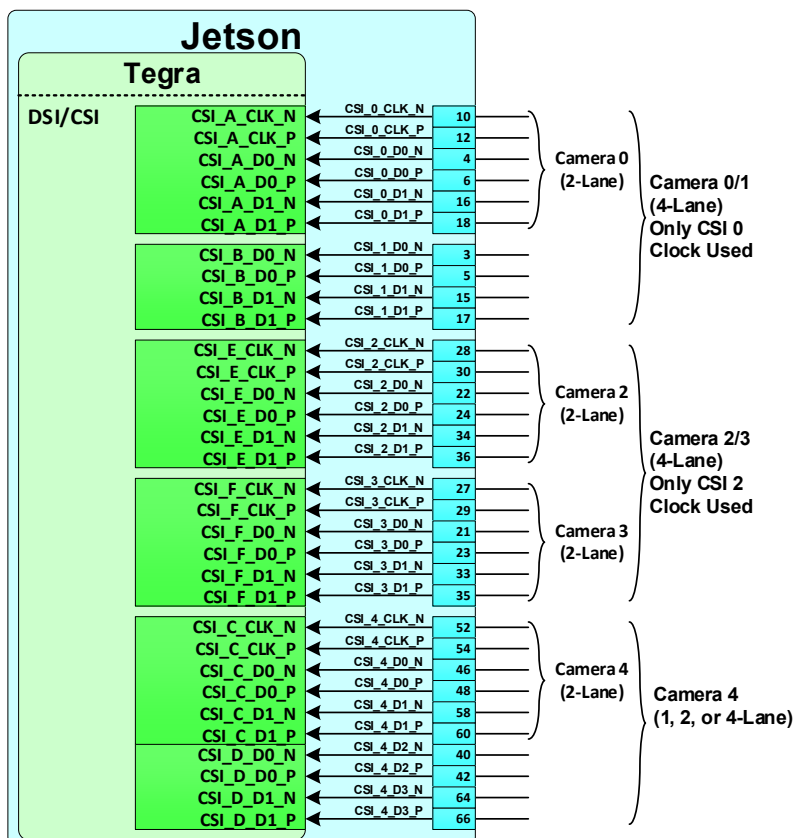 Jetson
Tegra
DSI/CSI
CSI_A_CLK_N CSI_0_CLK_N 10
CSI_A_CLK_P CSI_0_CLK_P 12
CSI_A_D0_N CSI_0_D0_N 4
CSI_A_D0_P CSI_0_D0_P 6
CSI_A_D1_N CSI_0_D1_N 16
CSI_A_D1_P CSI_0_D1_P 18
Camera 0
(2-Lane)
CSI_B_D0_N CSI_1_D0_N 3
CSI_B_D0_P CSI_1_D0_P 5
CSI_B_D1_N CSI_1_D1_N 15
CSI_B_D1_P CSI_1_D1_P 17
Camera 0/1
(4-Lane)
Only CSI 0
Clock Used
CSI_E_CLK_N CSI_2_CLK_N 28
CSI_E_CLK_P CSI_2_CLK_P 30
CSI_E_D0_N CSI_2_D0_N 22
CSI_E_D0_P CSI_2_D0_P 24
CSI_E_D1_N CSI_2_D1_N 34
CSI_E_D1_P CSI_2_D1_P 36
Camera 2
(2-Lane)
CSI_F_CLK_N CSI_3_CLK_N 27
CSI_F_CLK_P CSI_3_CLK_P 29
CSI_F_D0_N CSI_3_D0_N 21
CSI_F_D0_P CSI_3_D0_P 23
CSI_F_D1_N CSI_3_D1_N 33
CSI_F_D1_P CSI_3_D1_P 35
Camera 3
(2-Lane)
Camera 2/3
(4-Lane)
Only CSI 2
Clock Used
CSI_C_CLK_N CSI_4_CLK_N 52
CSI_C_CLK_P CSI_4_CLK_P 54
CSI_C_D0_N CSI_4_D0_N 46
CSI_C_D0_P CSI_4_D0_P 48
CSI_C_D1_N CSI_4_D1_N 58
CSI_C_D1_P CSI_4_D1_P 60
Camera 4
(2-Lane)
CSI_D_D0_N CSI_4_D2_N 40
CSI_D_D0_P CSI_4_D2_P 42
CSI_D_D1_N CSI_4_D3_N 64
CSI_D_D1_P CSI_4_D3_P 66
Camera 4
(1, 2, or 4-Lane)